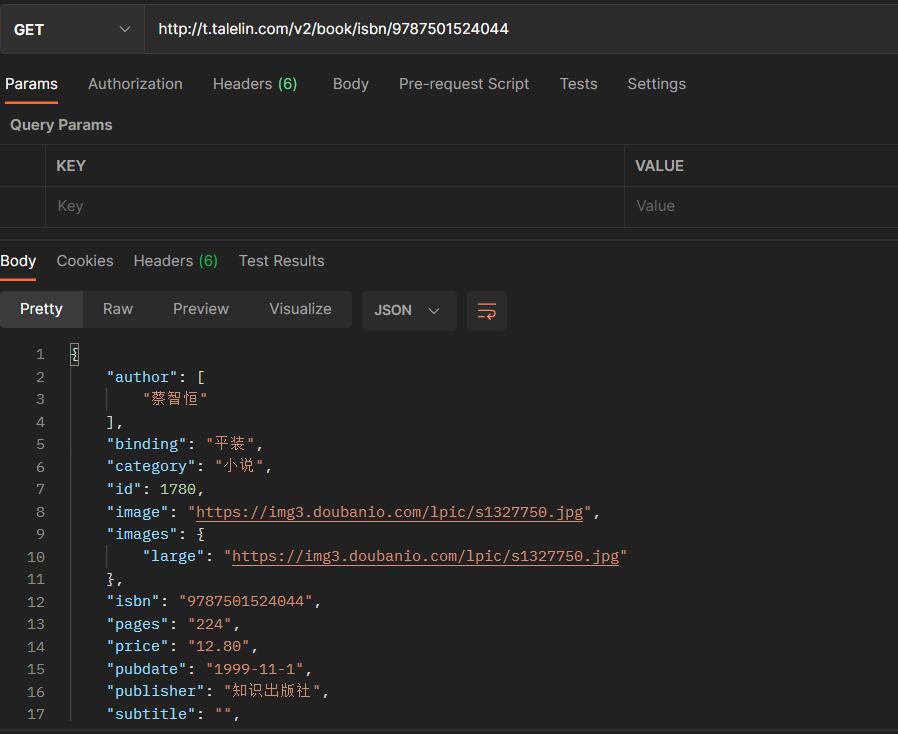 GET http://t.talelin.com/v2/book/isbn/9787501524044
Params Authorization Headers (6) Body Pre-request Script Tests Settings
Query Params
KEY VALUE
Key Value
Body Cookies Headers (6) Test Results
Pretty Raw Preview Visualize JSON
1 {
2 "author": [
3 "蔡智恒"
4 ],
5 "binding": "平装",
6 "category": "小说",
7 "id": 1780,
8 "image": "https://img3.doubanio.com/lpic/s1327750.jpg",
9 "images": {
10 "large": "https://img3.doubanio.com/lpic/s1327750.jpg"
11 },
12 "isbn": "9787501524044",
13 "pages": "224",
14 "price": "12.80",
15 "pubdate": "1999-11-1",
16 "publisher": "知识出版社",
17 "subtitle": "",